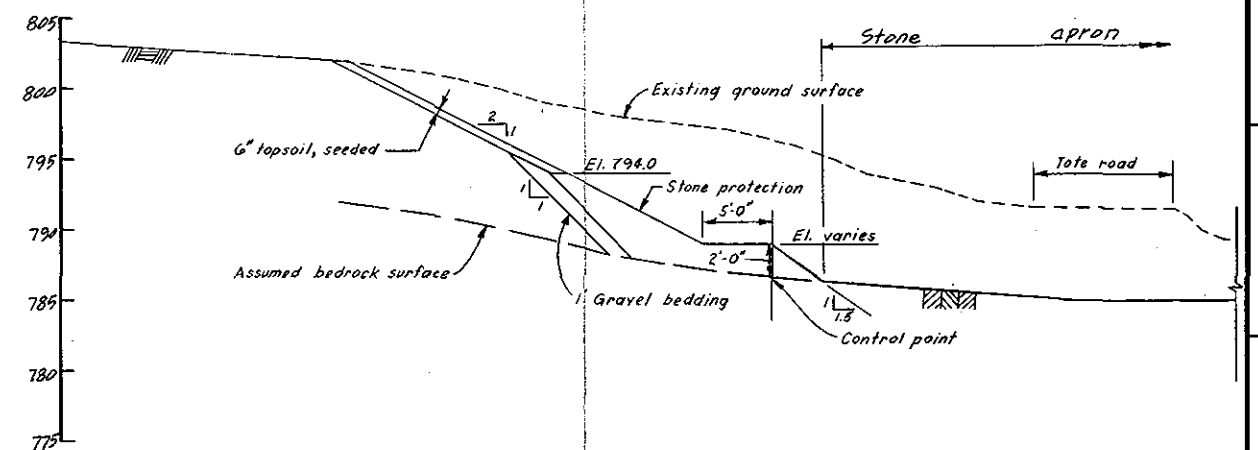 805
Stone apron
800
Existing ground surface
2
1
6" topsoil, seeded
795
El. 794.0
Tote road
Stone protection
1
1
5'-0"
790
El. varies
2'-0"
Assumed bedrock surface
785
1' Gravel bedding
1
1.5
Control point
780
775